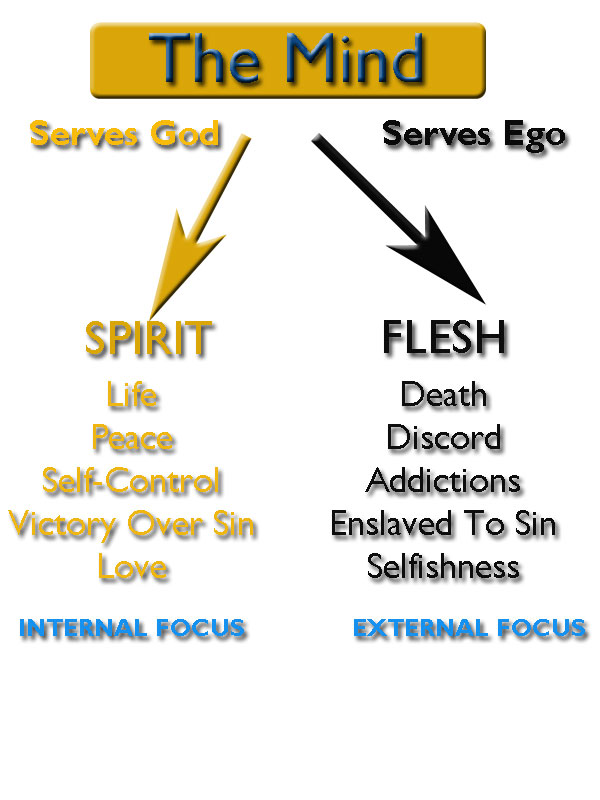 The Mind
Serves God
Serves Ego
SPIRIT
Life
Peace
Self-Control
Victory Over Sin
Love
INTERNAL FOCUS
FLESH
Death
Discord
Addictions
Enslaved To Sin
Selfishness
EXTERNAL FOCUS